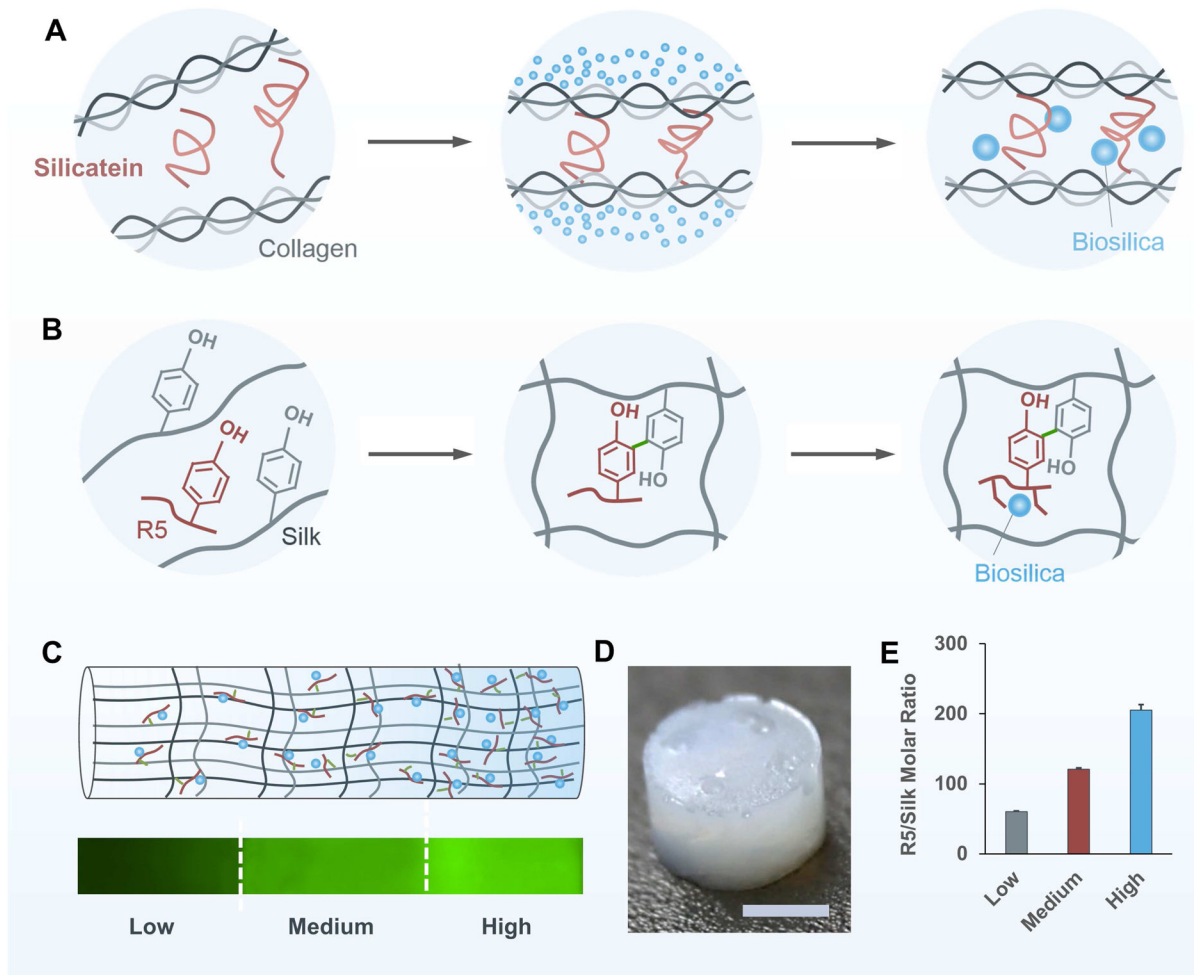 A
Silicatein
Collagen
Biosilica
B
OH
OH
OH
R5
Silk
OH
HO
OH
HO
Biosilica
C
Low
Medium
High
D
E
R5/Silk Molar Ratio
300
200
100
0
Low
Medium
High